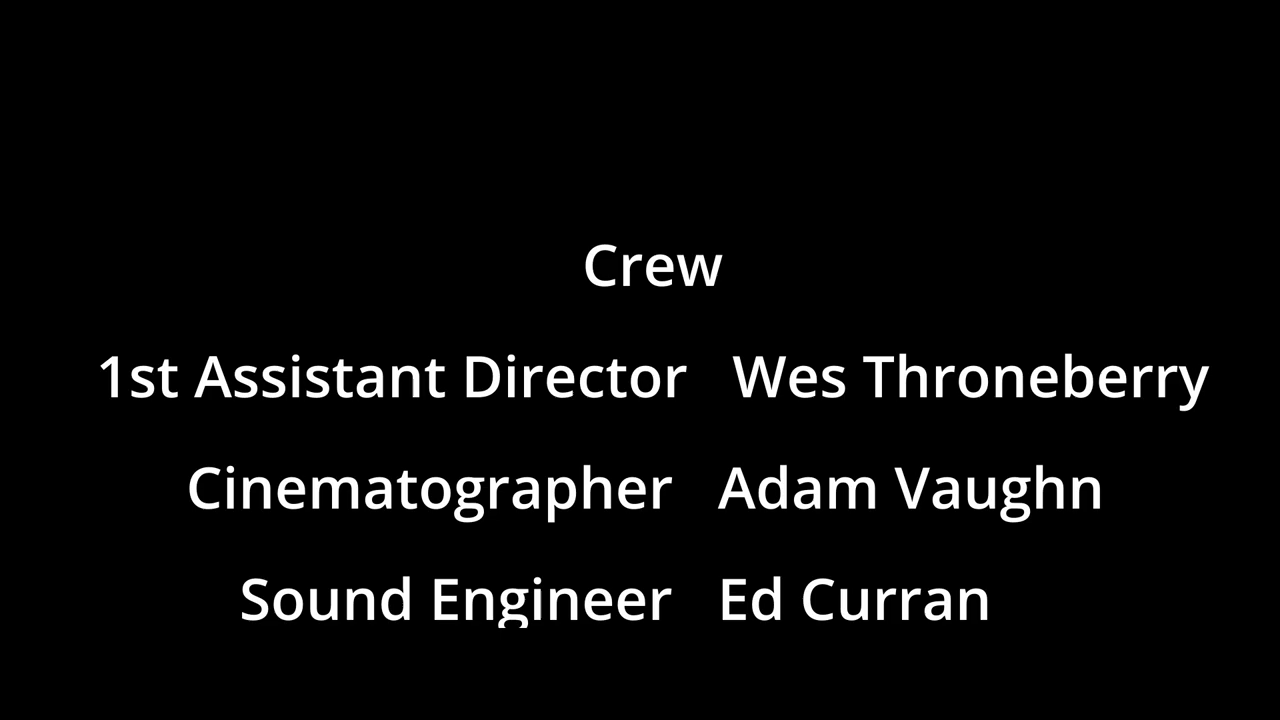 Crew
1st Assistant Director Wes Throneberry
Cinematographer Adam Vaughn
Sound Engineer Ed Curran